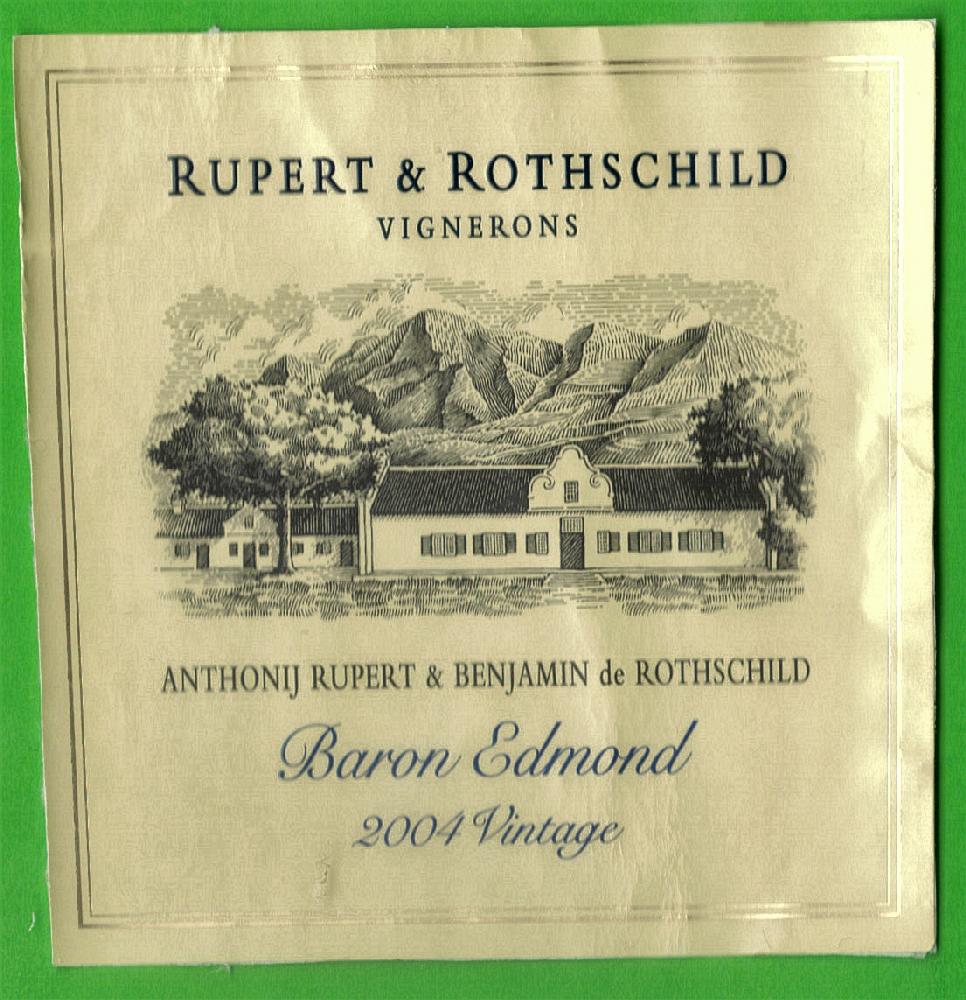 RUPERT & ROTHSCHILD
VIGNERONS
ANTHONIJ RUPERT & BENJAMIN de ROTHSCHILD
Baron Edmond
2004 Vintage